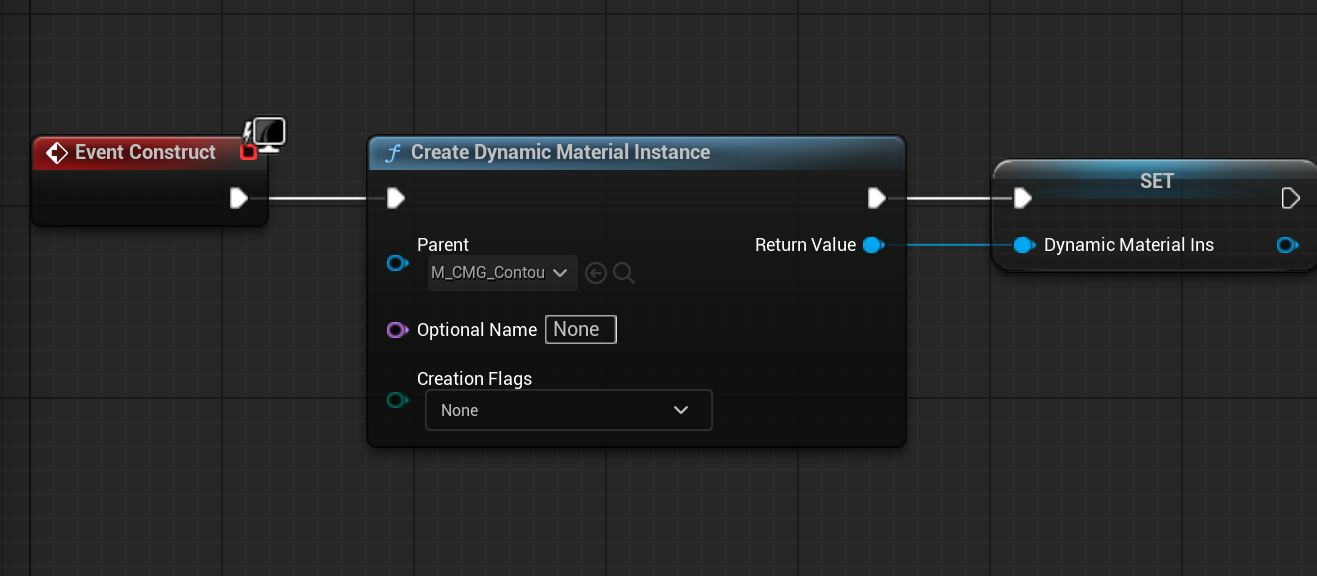 Event Construct
Create Dynamic Material Instance
SET
Parent
M_CMG_Contou
Return Value
Dynamic Material Ins
Optional Name None
Creation Flags
None